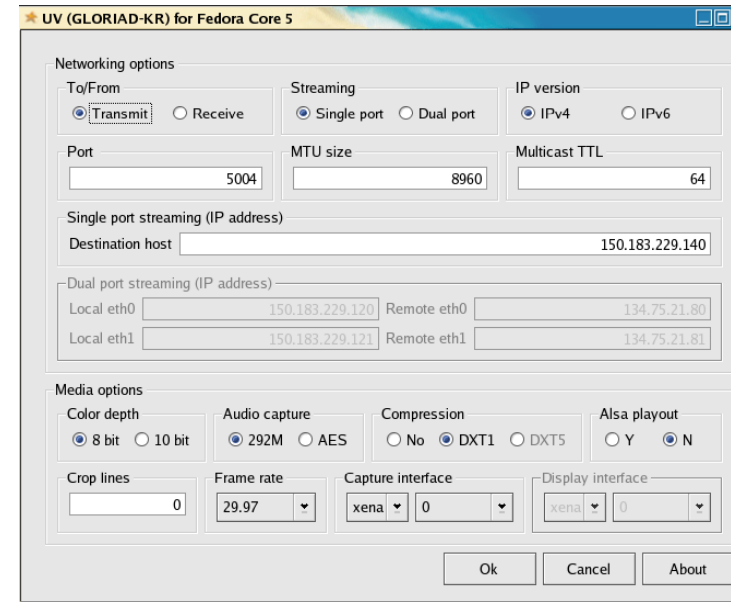 UV (GLORIAD-KR) for Fedora Core 5
Networking options
To/From
Transmit Receive
Streaming
Single port Dual port
IP version
IPv4 IPv6
Port
5004
MTU size
8960
Multicast TTL
64
Single port streaming (IP address)
Destination host 150.183.229.140
Dual port streaming (IP address)
Local eth0 150.183.229.120 Remote eth0 134.75.21.80
Local eth1 150.183.229.121 Remote eth1 134.75.21.81
Media options
Color depth
8 bit 10 bit
Audio capture
292M AES
Compression
No DXT1 DXT5
Alsa playout
Y N
Crop lines
0
Frame rate
29.97
Capture interface
xena 0
Display interface
xena 0
Ok Cancel About